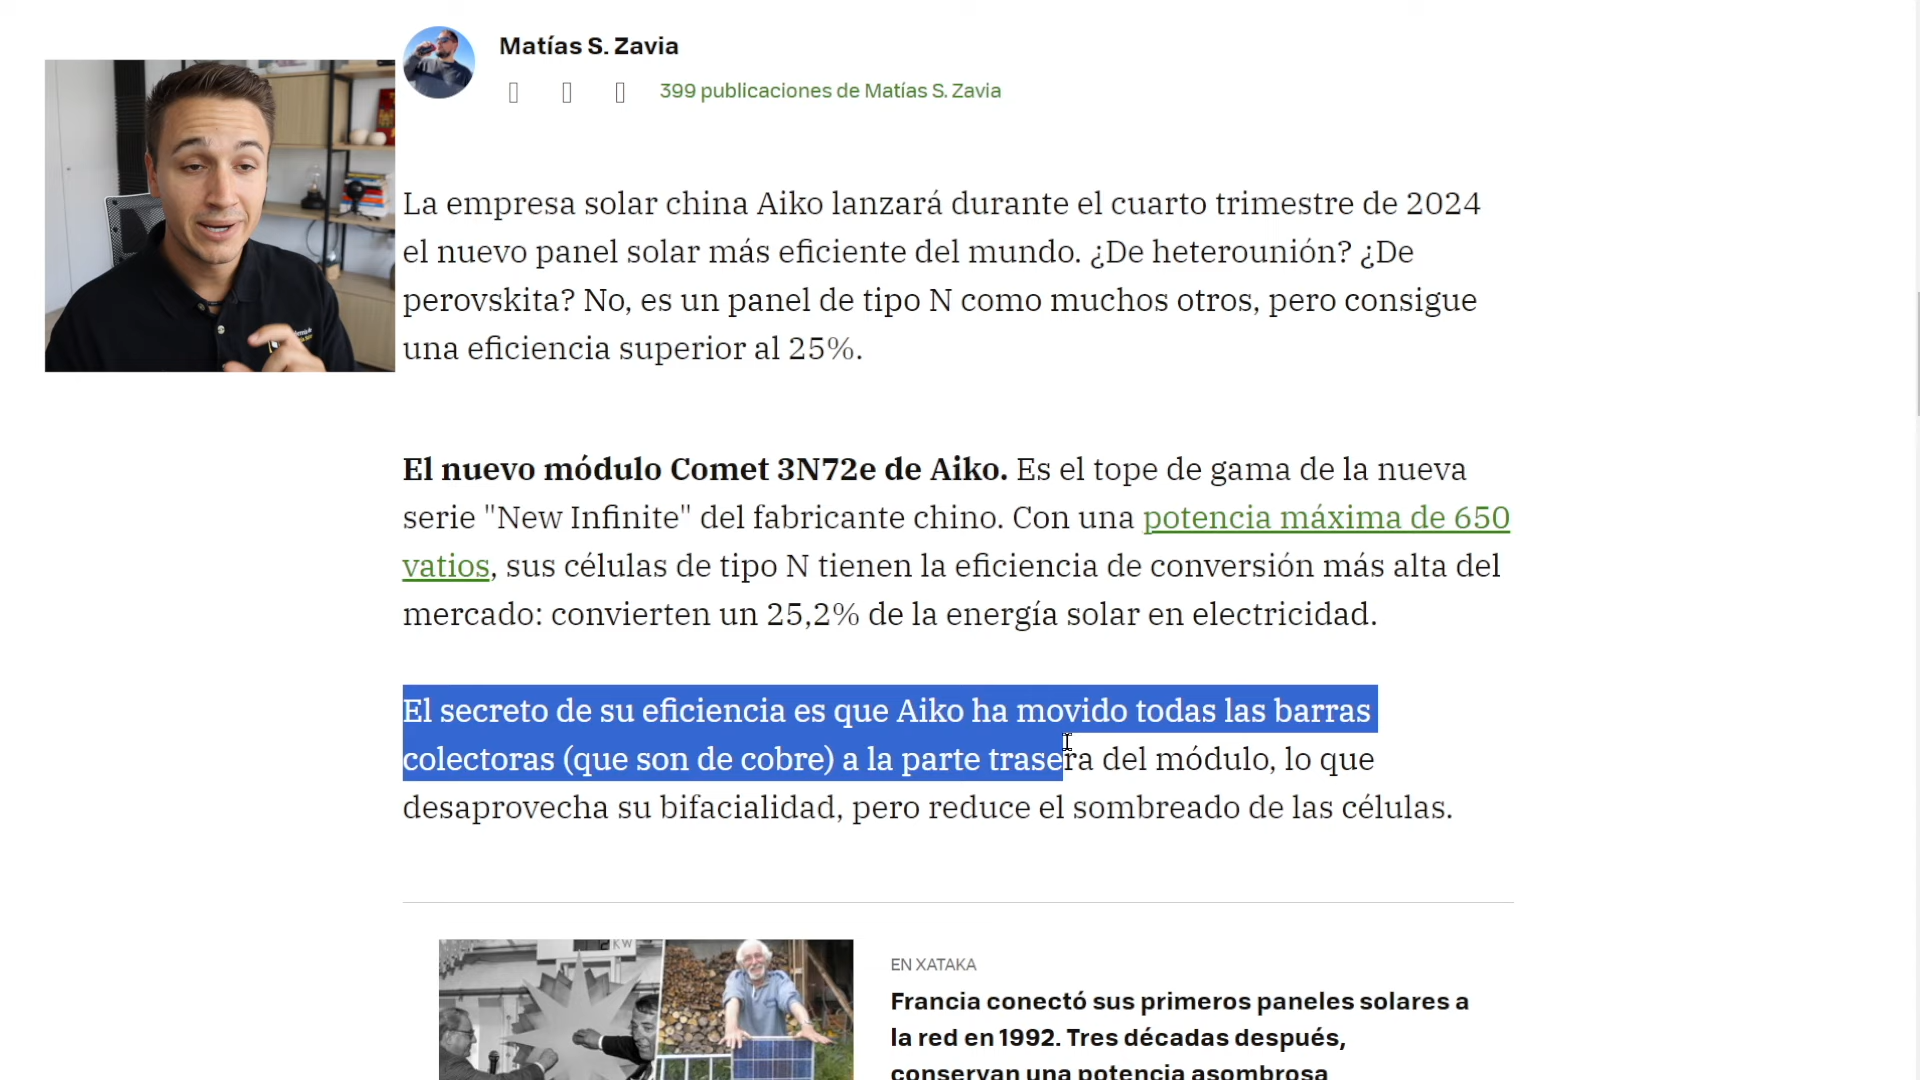 Matías S. Zavia
399 publicaciones de Matías S. Zavia
La empresa solar china Aiko lanzará durante el cuarto trimestre de 2024
el nuevo panel solar más eficiente del mundo. ¿De heterounión? ¿De
perovskita? No, es un panel de tipo N como muchos otros, pero consigue
una eficiencia superior al 25%.
El nuevo módulo Comet 3N72e de Aiko. Es el tope de gama de la nueva
serie "New Infinite" del fabricante chino. Con una potencia máxima de 650
vatios, sus células de tipo N tienen la eficiencia de conversión más alta del
mercado: convierten un 25,2% de la energía solar en electricidad.
El secreto de su eficiencia es que Aiko ha movido todas las barras
colectoras (que son de cobre) a la parte trasera del módulo, lo que
desaprovecha su bifacialidad, pero reduce el sombreado de las células.
KW
EN XATAKA
Francia conectó sus primeros paneles solares a
la red en 1992. Tres décadas después,
conservan una potencia asombrosa